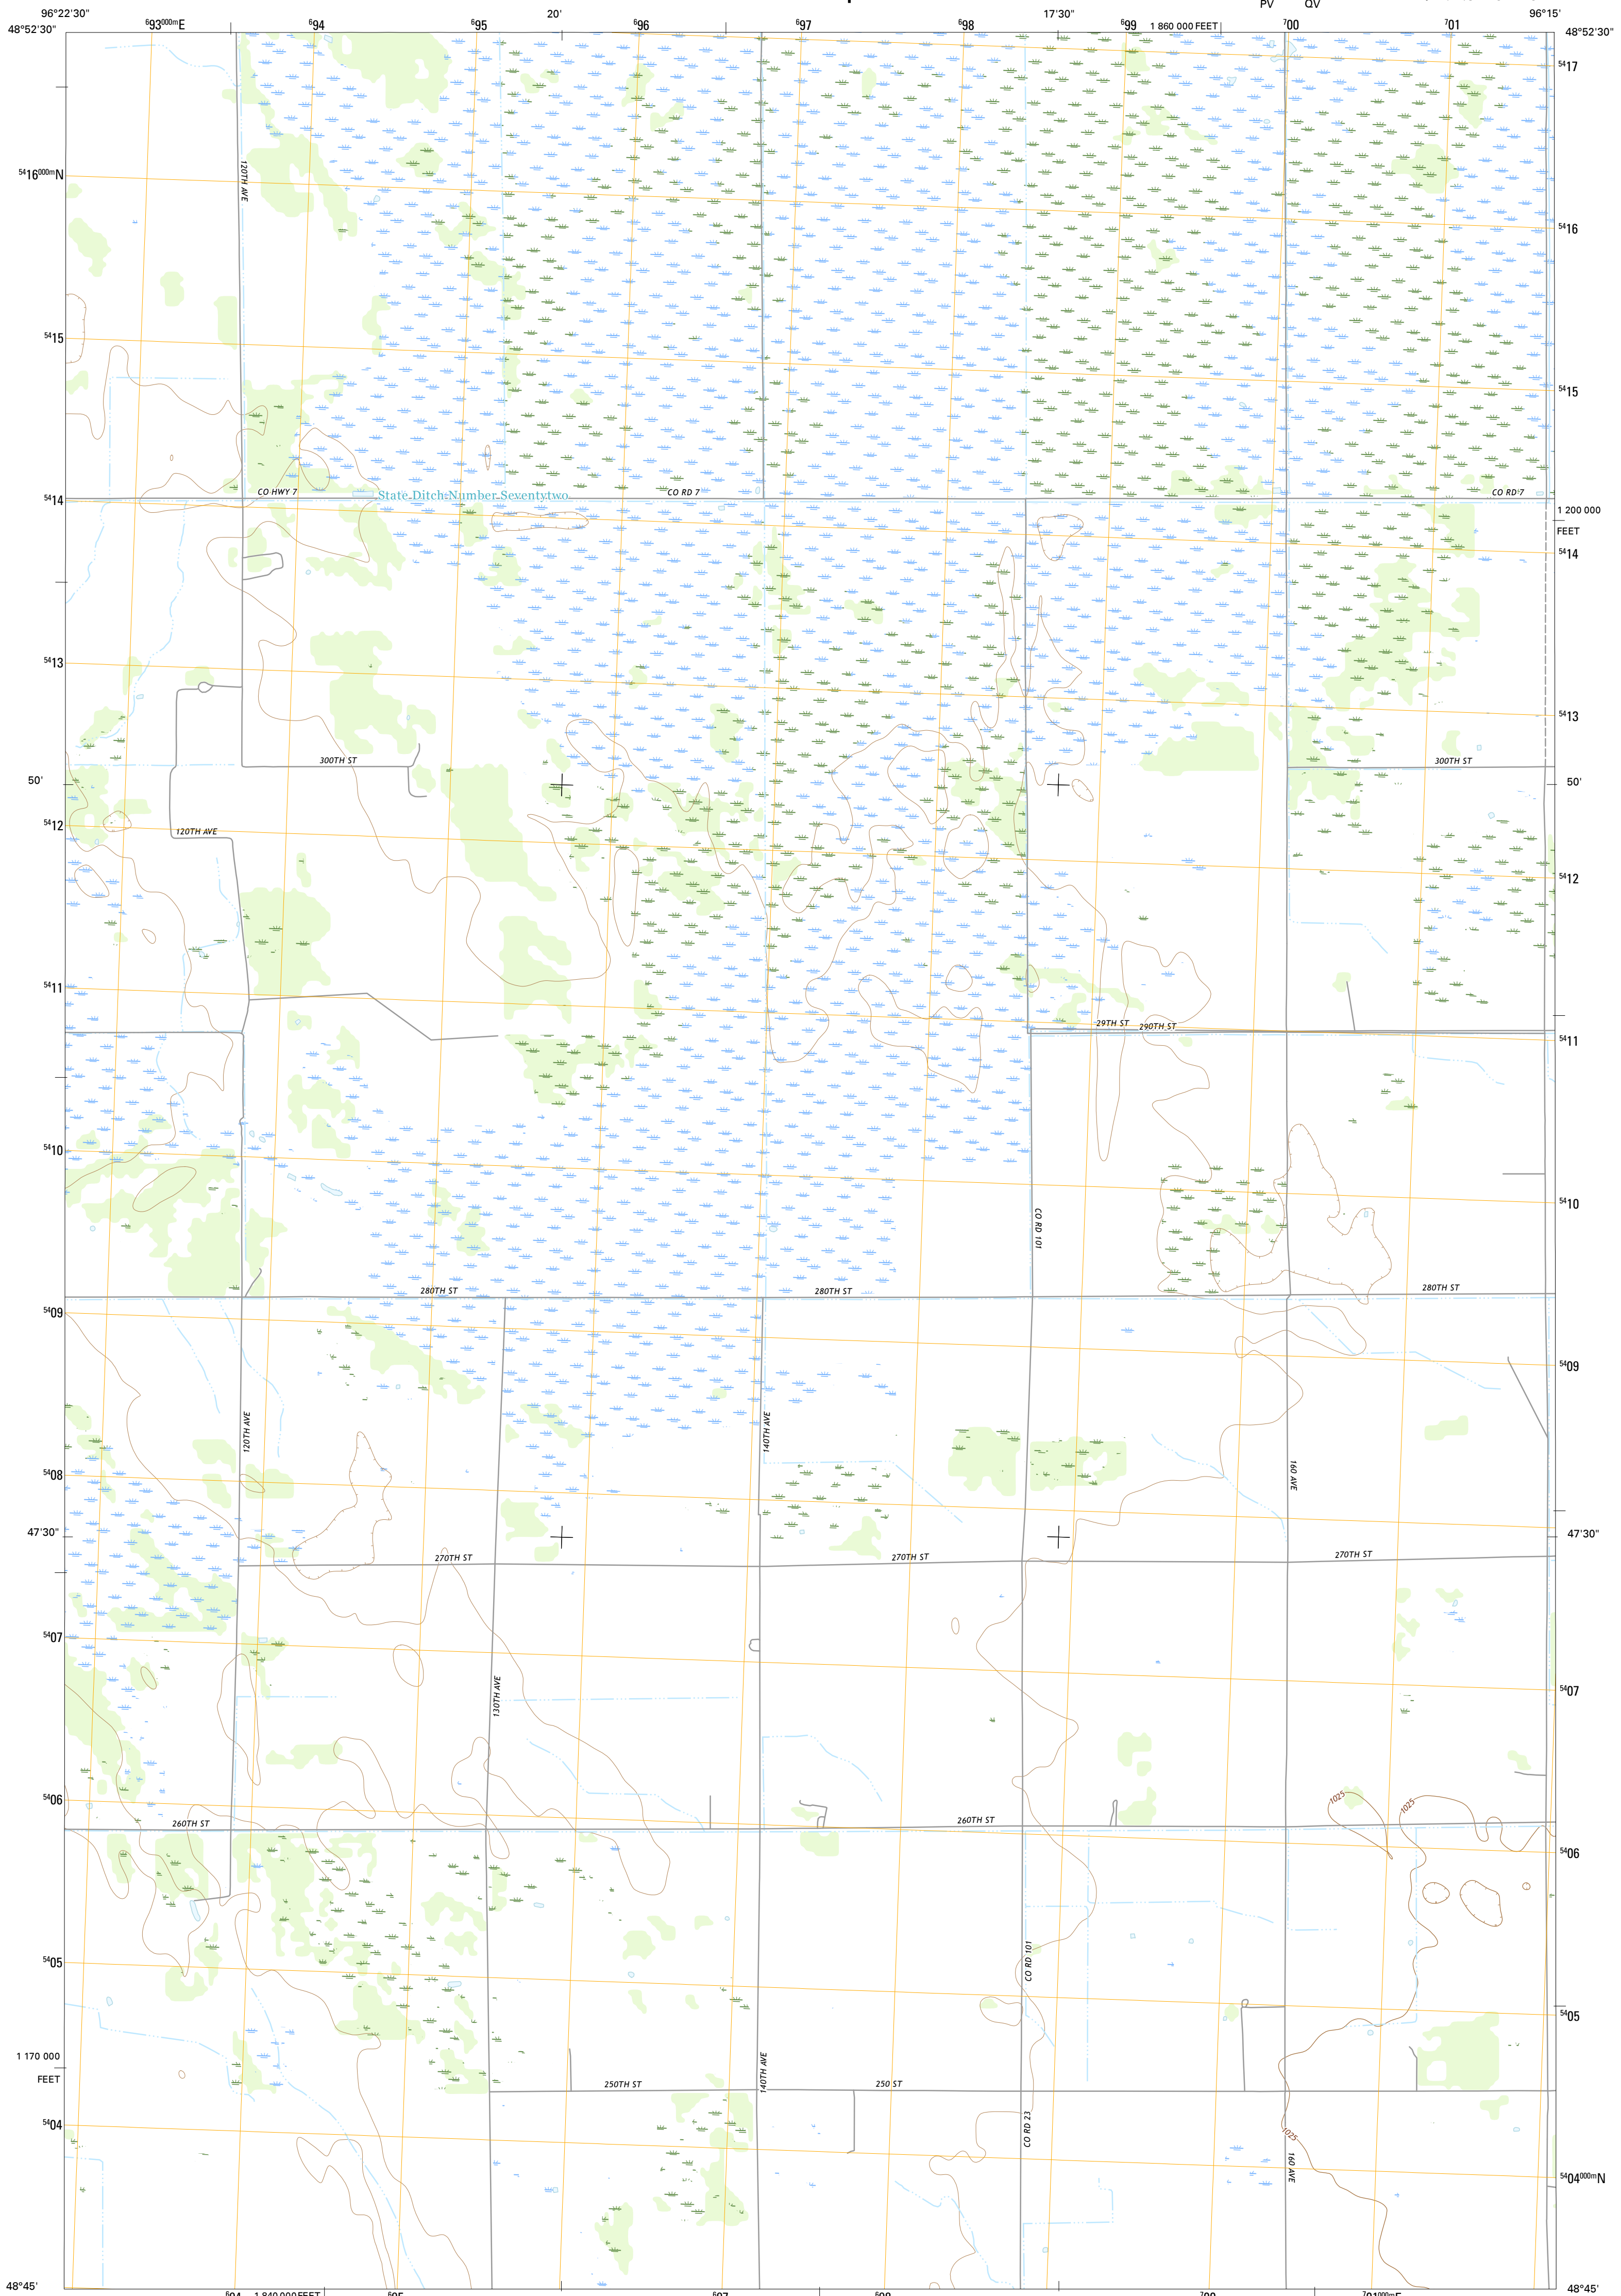 PV QV
96°22'30" ⁶93⁰⁰⁰ᵐE ⁶94 ⁶95 20' ⁶96 ⁶97 ⁶98 17'30" ⁶99 1 860 000 FEET ⁷00 ⁷01 96°15'
48°52'30" 48°52'30"
⁵⁴17
120TH AVE
⁵⁴16⁰⁰⁰ᵐN
⁵⁴16
⁵⁴15
⁵⁴15
CO HWY 7 State Ditch Number Seventytwo CO RD 7 CO RD 7
⁵⁴14
1 200 000
FEET
⁵⁴14
⁵⁴13
⁵⁴13
300TH ST 300TH ST
50' 50'
⁵⁴12
120TH AVE
⁵⁴12
⁵⁴11
29TH ST 290TH ST
⁵⁴11
⁵⁴10
⁵⁴10
CO RD 101
280TH ST 280TH ST 280TH ST
⁵⁴09
⁵⁴09
120TH AVE 140TH AVE
⁵⁴08
160 AVE
47'30" 47'30"
270TH ST 270TH ST 270TH ST
⁵⁴07
130TH AVE
⁵⁴07
⁵⁴06
1025 1025
260TH ST 260TH ST
⁵⁴06
CO RD 101
⁵⁴05
⁵⁴05
1 170 000
FEET
140TH AVE
250TH ST 250 ST
⁵⁴04
CO RD 23
1025
160 AVE
⁵⁴04⁰⁰⁰ᵐN
48°45' 48°45'